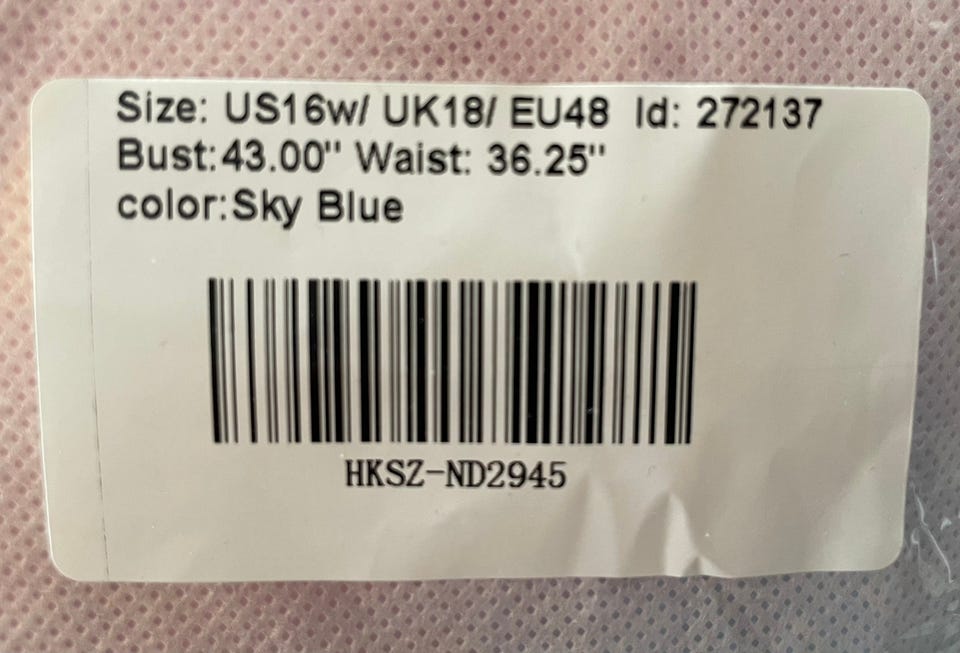 Size: US16w/ UK18/ EU48 Id: 272137
Bust:43.00" Waist: 36.25"
color:Sky Blue
HKSZ-ND2945